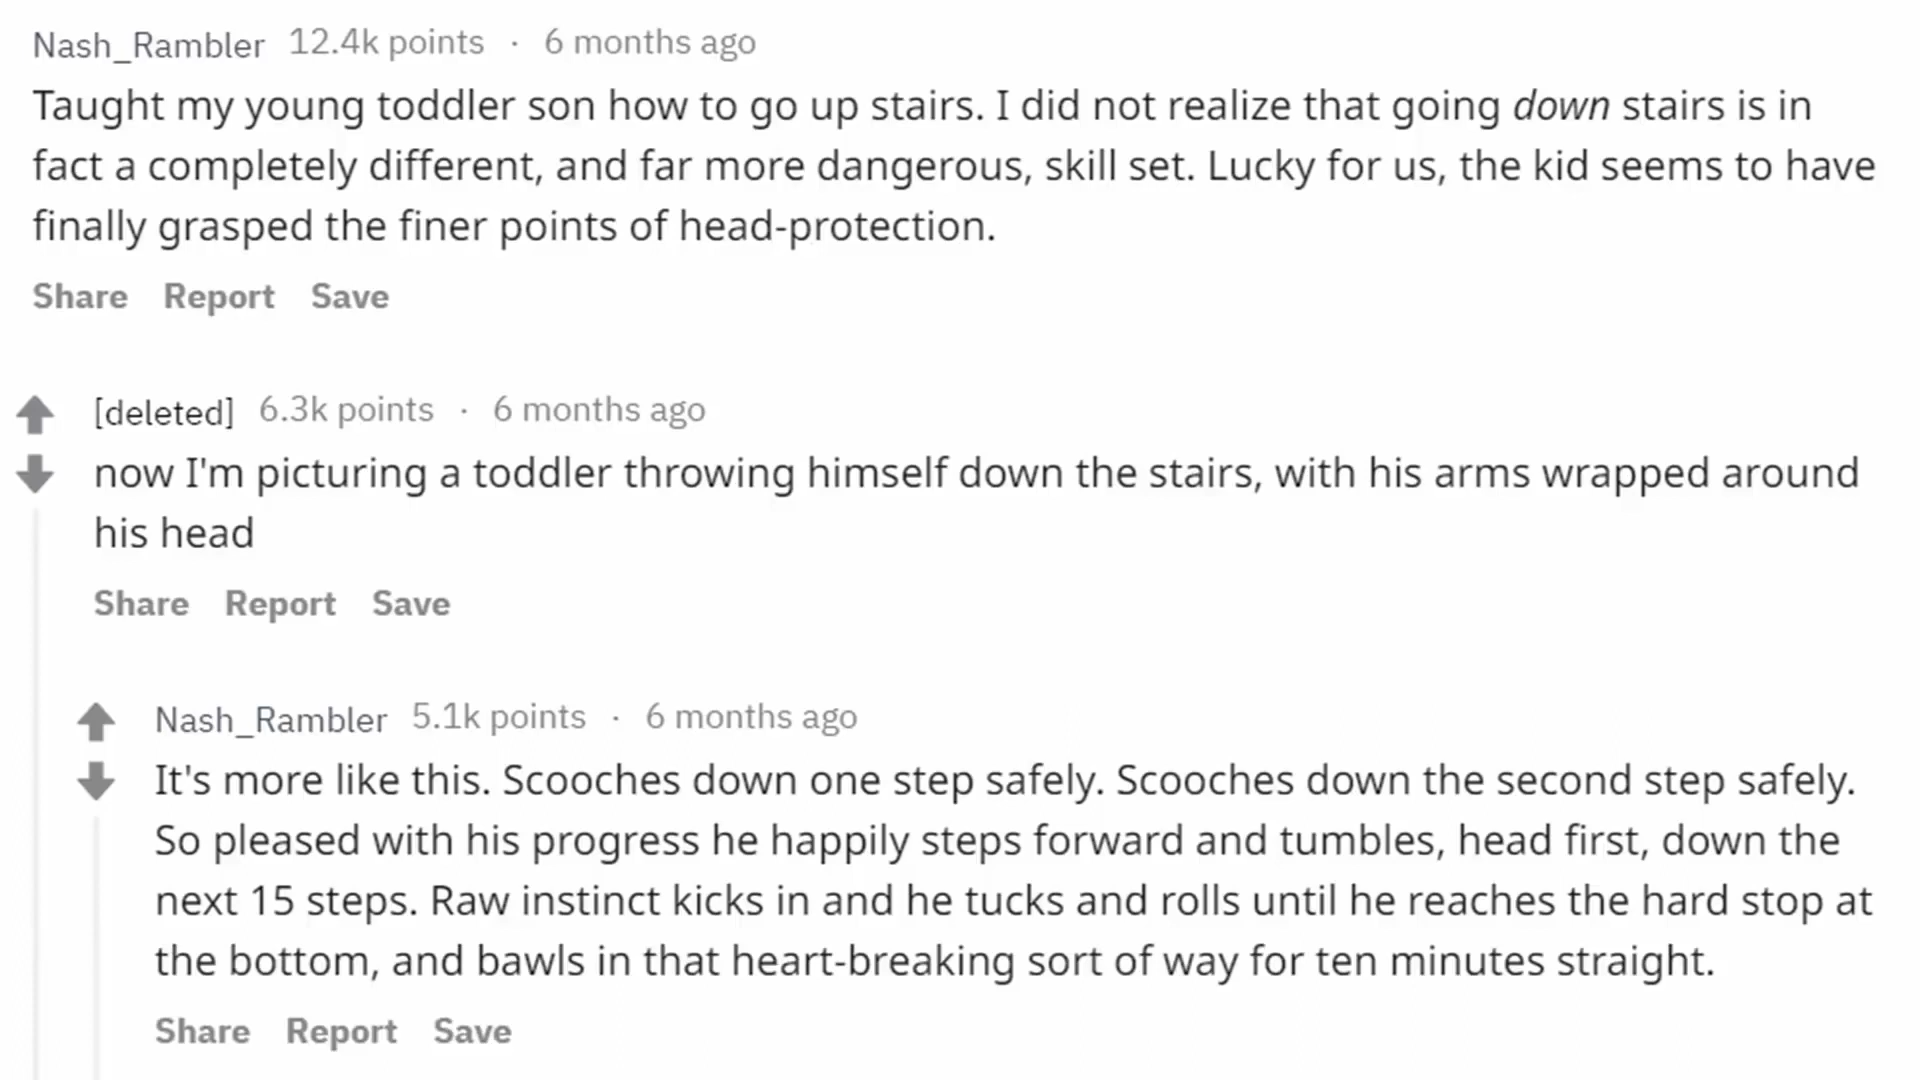 Nash_Rambler 12.4k points · 6 months ago
Taught my young toddler son how to go up stairs. I did not realize that going down stairs is in
fact a completely different, and far more dangerous, skill set. Lucky for us, the kid seems to have
finally grasped the finer points of head-protection.
Share Report Save
[deleted] 6.3k points · 6 months ago
now I'm picturing a toddler throwing himself down the stairs, with his arms wrapped around
his head
Share Report Save
Nash_Rambler 5.1k points · 6 months ago
It's more like this. Scooches down one step safely. Scooches down the second step safely.
So pleased with his progress he happily steps forward and tumbles, head first, down the
next 15 steps. Raw instinct kicks in and he tucks and rolls until he reaches the hard stop at
the bottom, and bawls in that heart-breaking sort of way for ten minutes straight.
Share Report Save